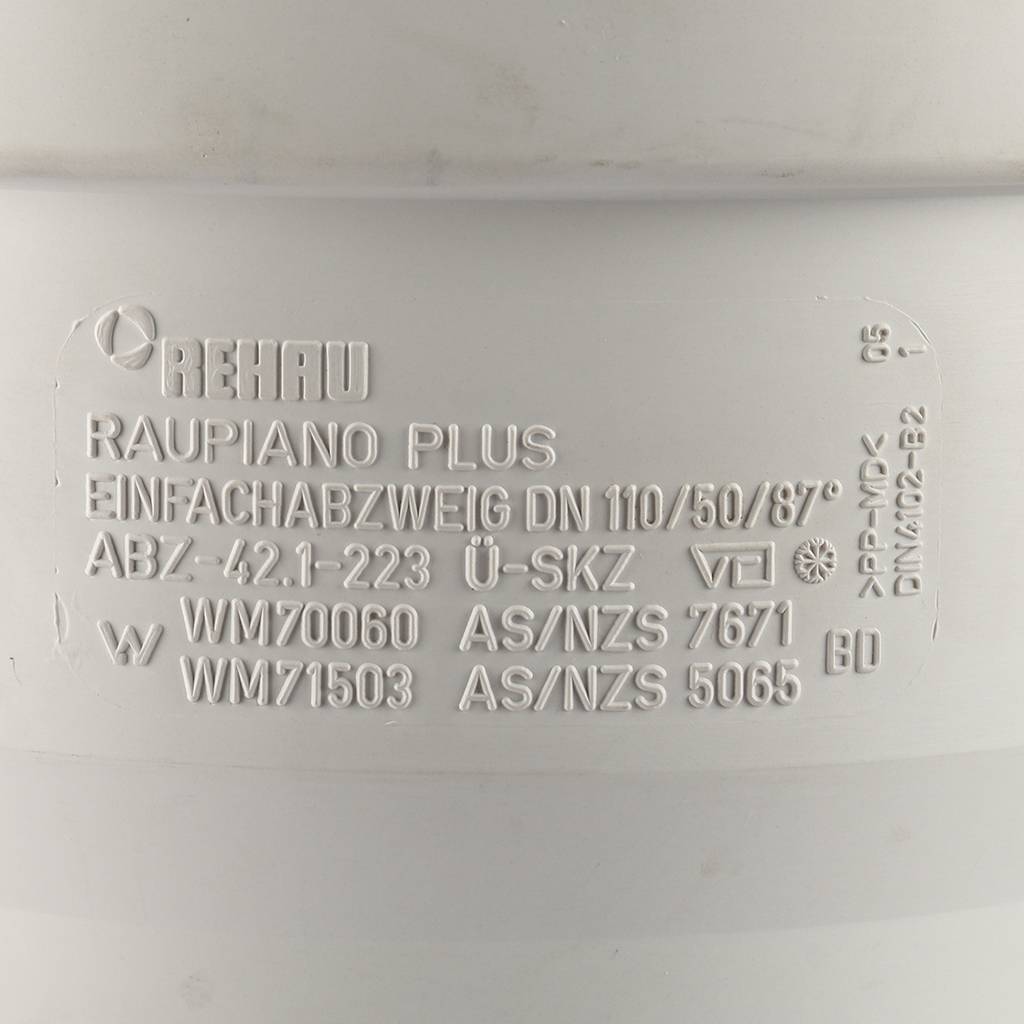 REHAU
RAUPIANO PLUS
EINFACHABZWEIG DN 110/50/87°
ABZ-42.1-223 Ü-SKZ
WM70060 AS/NZS 7671
WM71503 AS/NZS 5065
BD
>PP-MD<
DIN4102-B2
05
1